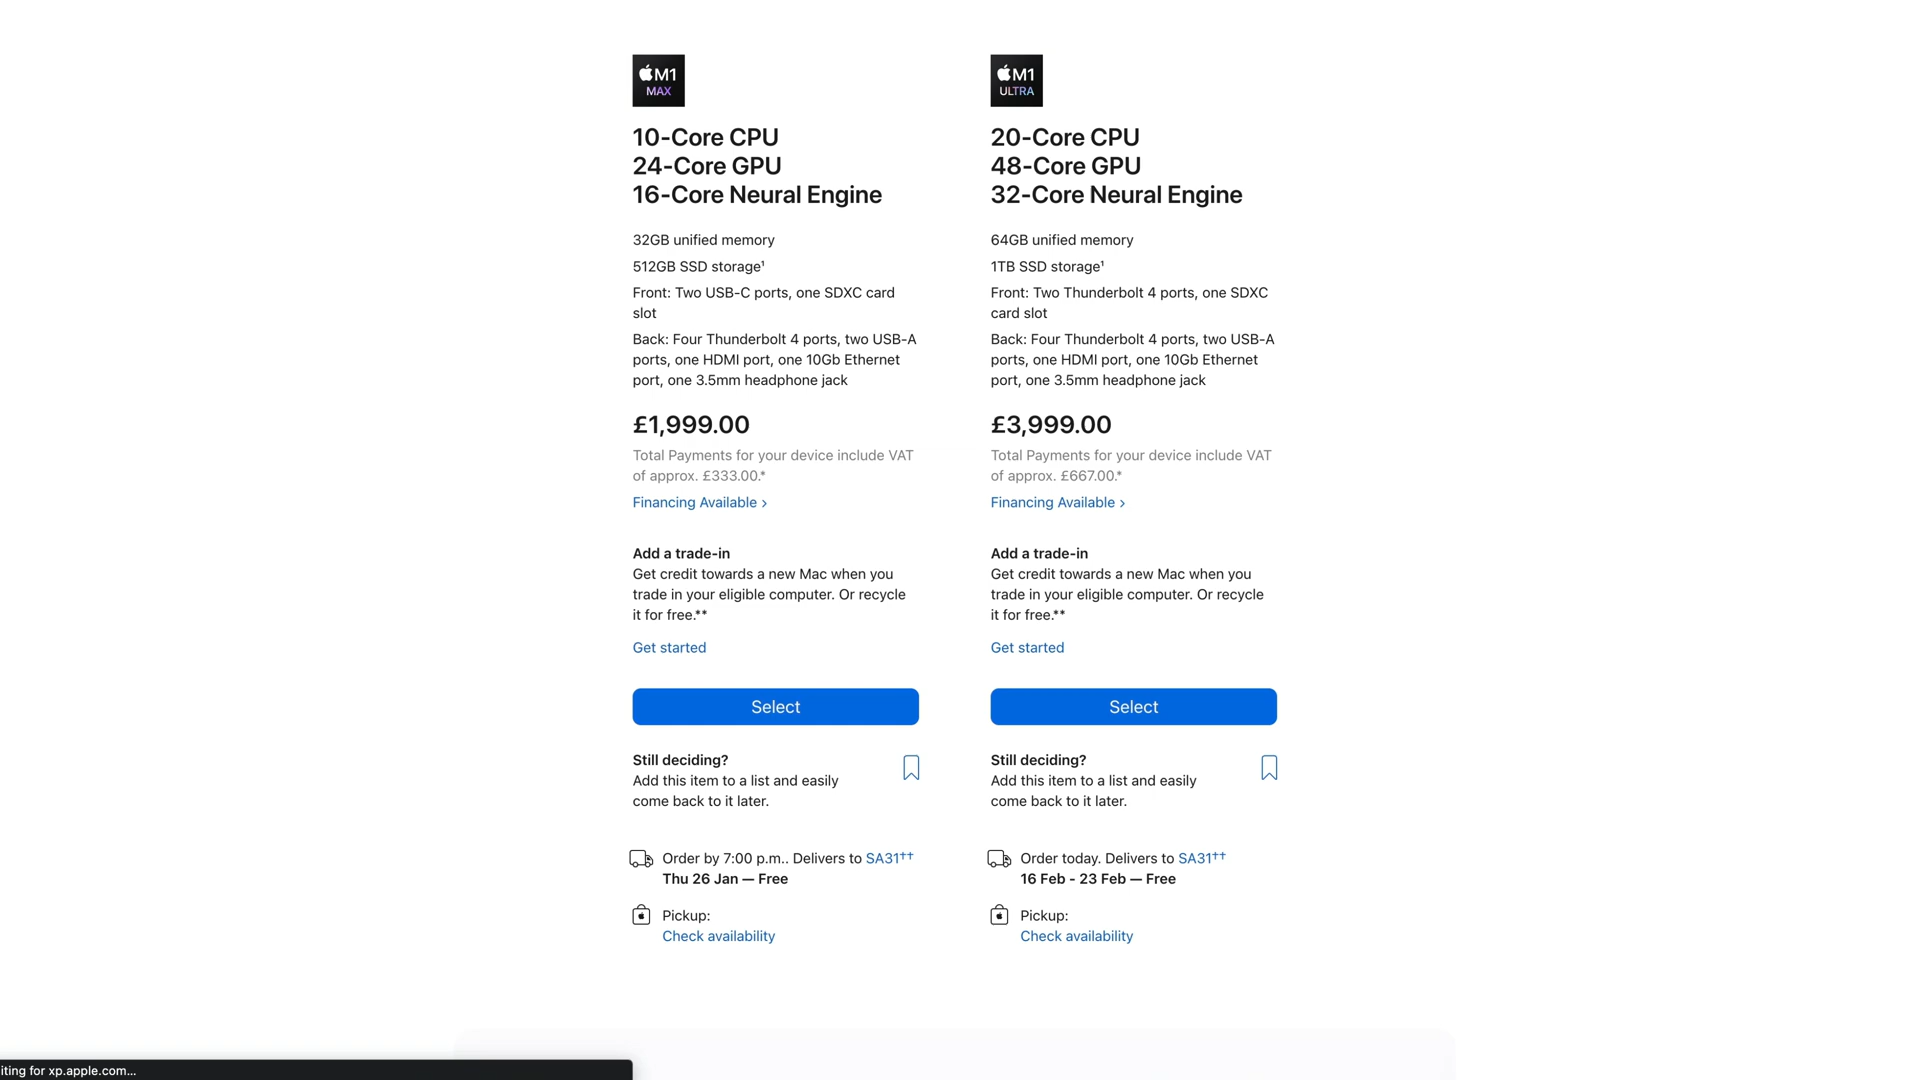 M1
MAX
10-Core CPU
24-Core GPU
16-Core Neural Engine
32GB unified memory
512GB SSD storage¹
Front: Two USB-C ports, one SDXC card
slot
Back: Four Thunderbolt 4 ports, two USB-A
ports, one HDMI port, one 10Gb Ethernet
port, one 3.5mm headphone jack
£1,999.00
Total Payments for your device include VAT
of approx. £333.00.*
Financing Available >
Add a trade-in
Get credit towards a new Mac when you
trade in your eligible computer. Or recycle
it for free.**
Get started
Select
Still deciding?
Add this item to a list and easily
come back to it later.
Order by 7:00 p.m.. Delivers to SA31††
Thu 26 Jan — Free
Pickup:
Check availability
M1
ULTRA
20-Core CPU
48-Core GPU
32-Core Neural Engine
64GB unified memory
1TB SSD storage¹
Front: Two Thunderbolt 4 ports, one SDXC
card slot
Back: Four Thunderbolt 4 ports, two USB-A
ports, one HDMI port, one 10Gb Ethernet
port, one 3.5mm headphone jack
£3,999.00
Total Payments for your device include VAT
of approx. £667.00.*
Financing Available >
Add a trade-in
Get credit towards a new Mac when you
trade in your eligible computer. Or recycle
it for free.**
Get started
Select
Still deciding?
Add this item to a list and easily
come back to it later.
Order today. Delivers to SA31††
16 Feb - 23 Feb — Free
Pickup:
Check availability
iting for xp.apple.com...